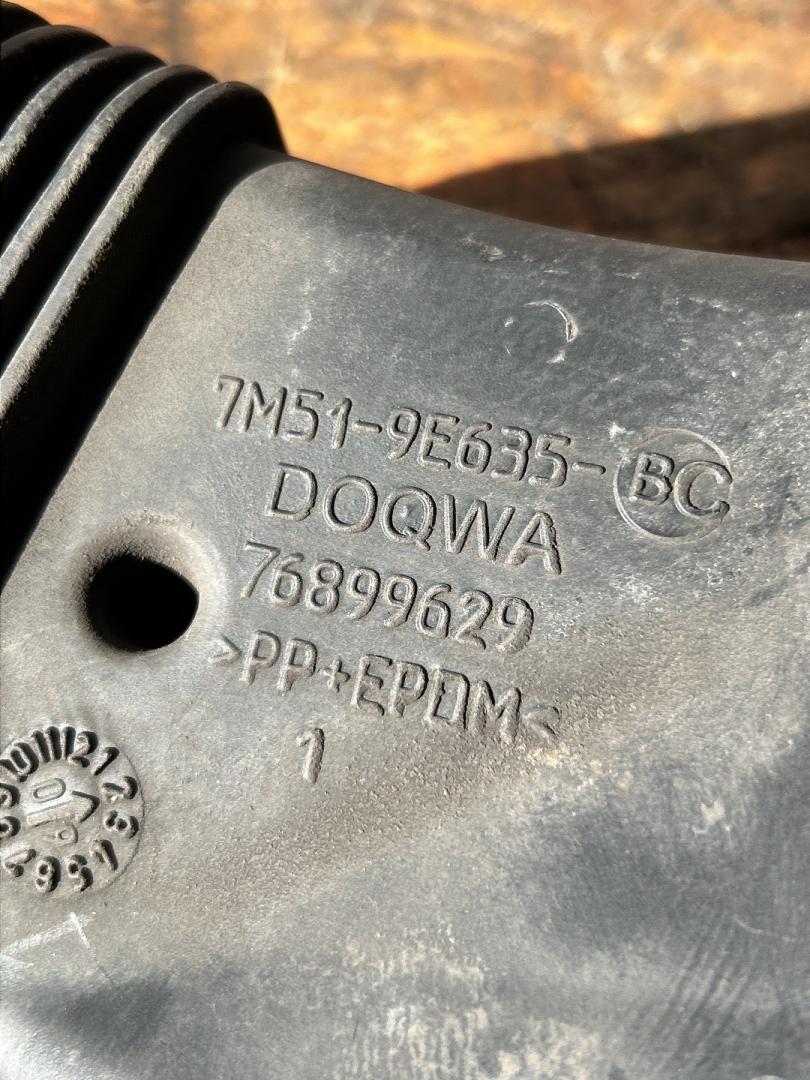 7M51-9E635-BC
DOQWA
76899629
>PP+EPDM<
1